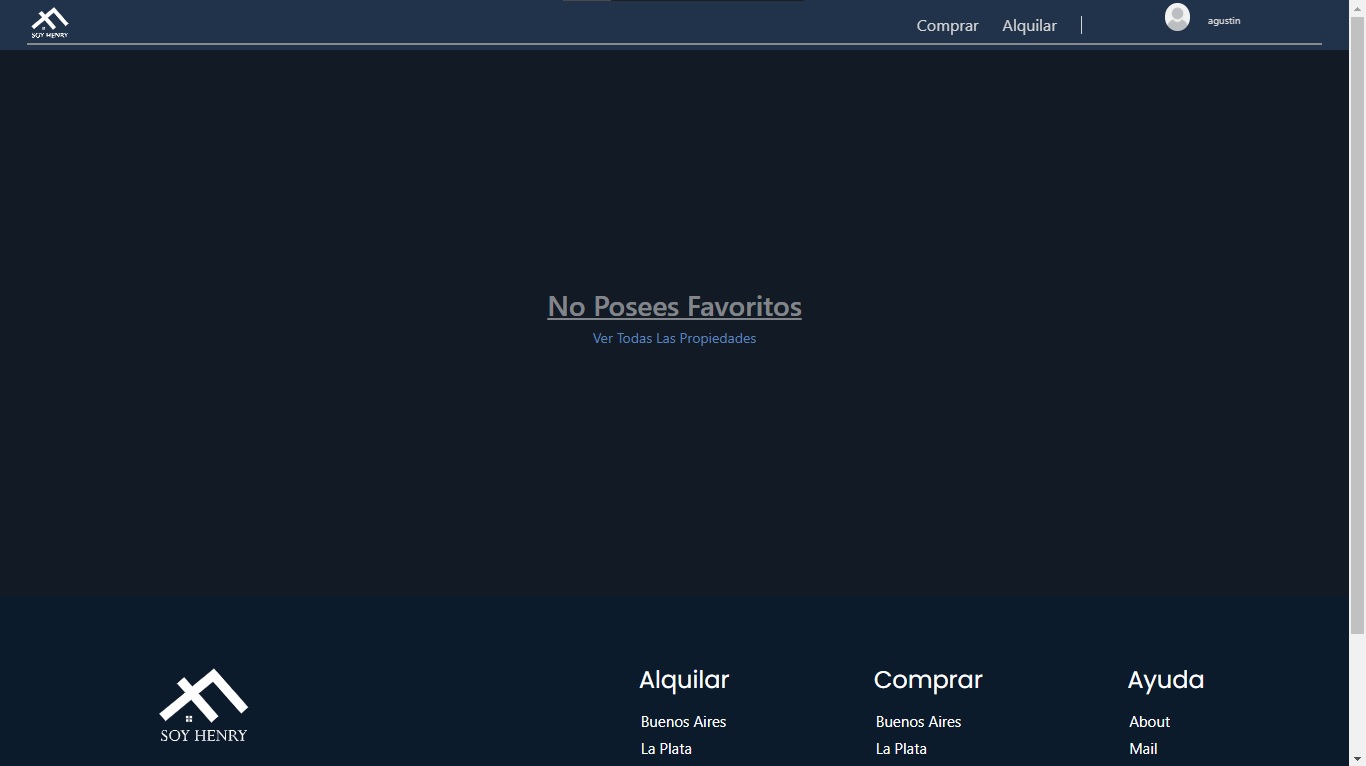 SOY HENRY
Comprar
Alquilar
agustin
No Posees Favoritos
Ver Todas Las Propiedades
SOY HENRY
Alquilar
Buenos Aires
La Plata
Comprar
Buenos Aires
La Plata
Ayuda
About
Mail